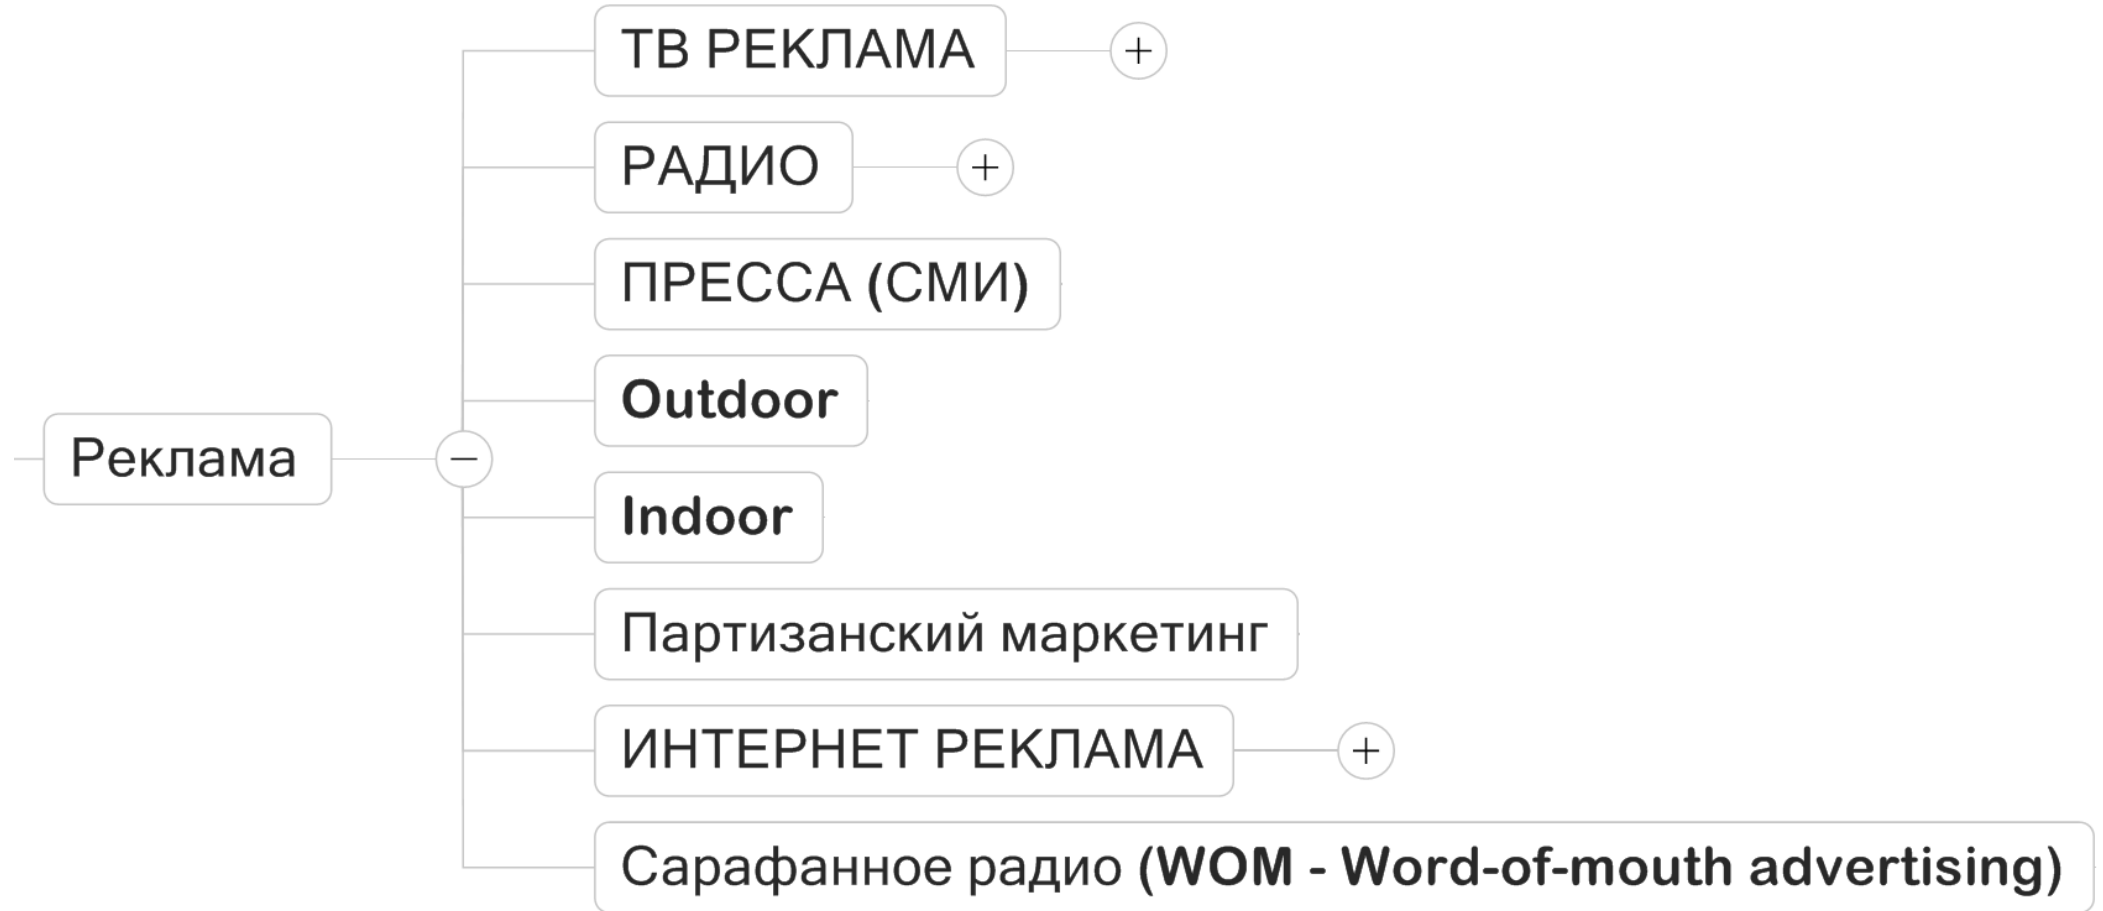 ТВ РЕКЛАМА
РАДИО
ПРЕССА (СМИ)
Outdoor
Реклама
Indoor
Партизанский маркетинг
ИНТЕРНЕТ РЕКЛАМА
Сарафанное радио (WOM - Word-of-mouth advertising)